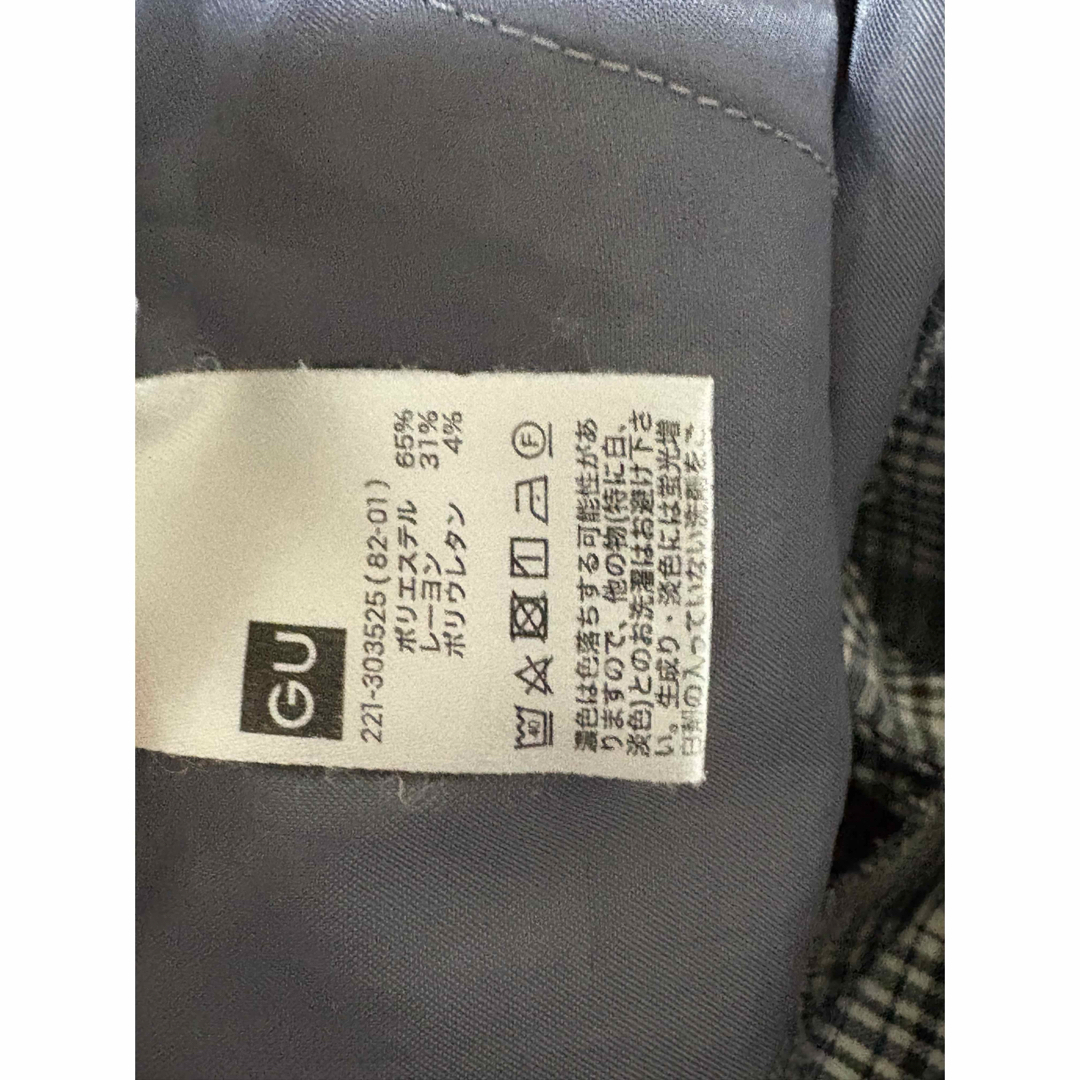 GU
221-303525(82-01)
ポリエステル 65%
レーヨン 31%
ポリウレタン 4%
40
F
濃色は色落ちする可能性があ
りますので、他の物(特に白、
淡色)とのお洗濯はお避け下さ
い。生成り・淡色には蛍光増
白剤の入っていない洗剤をご